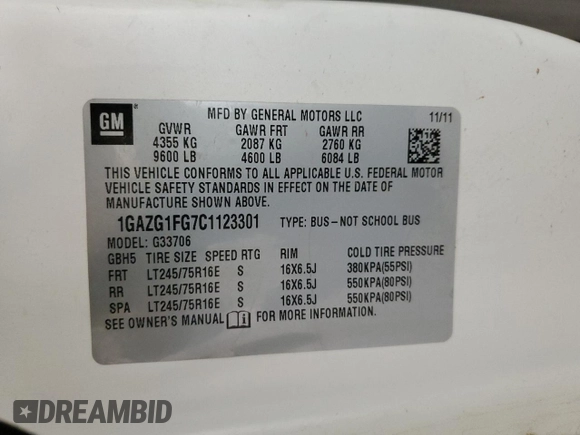 GM
MFD BY GENERAL MOTORS LLC
11/11
GVWR GAWR FRT GAWR RR
4355 KG 2087 KG 2760 KG
9600 LB 4600 LB 6084 LB
THIS VEHICLE CONFORMS TO ALL APPLICABLE U.S. FEDERAL MOTOR
VEHICLE SAFETY STANDARDS IN EFFECT ON THE DATE OF
MANUFACTURE SHOWN ABOVE.
1GAZG1FG7C1123301 TYPE: BUS–NOT SCHOOL BUS
MODEL: G33706
GBH5 TIRE SIZE SPEED RTG RIM COLD TIRE PRESSURE
FRT LT245/75R16E S 16X6.5J 380KPA(55PSI)
RR LT245/75R16E S 16X6.5J 550KPA(80PSI)
SPA LT245/75R16E S 16X6.5J 550KPA(80PSI)
SEE OWNER'S MANUAL FOR ADDITIONAL INFORMATION.
DREAMBID